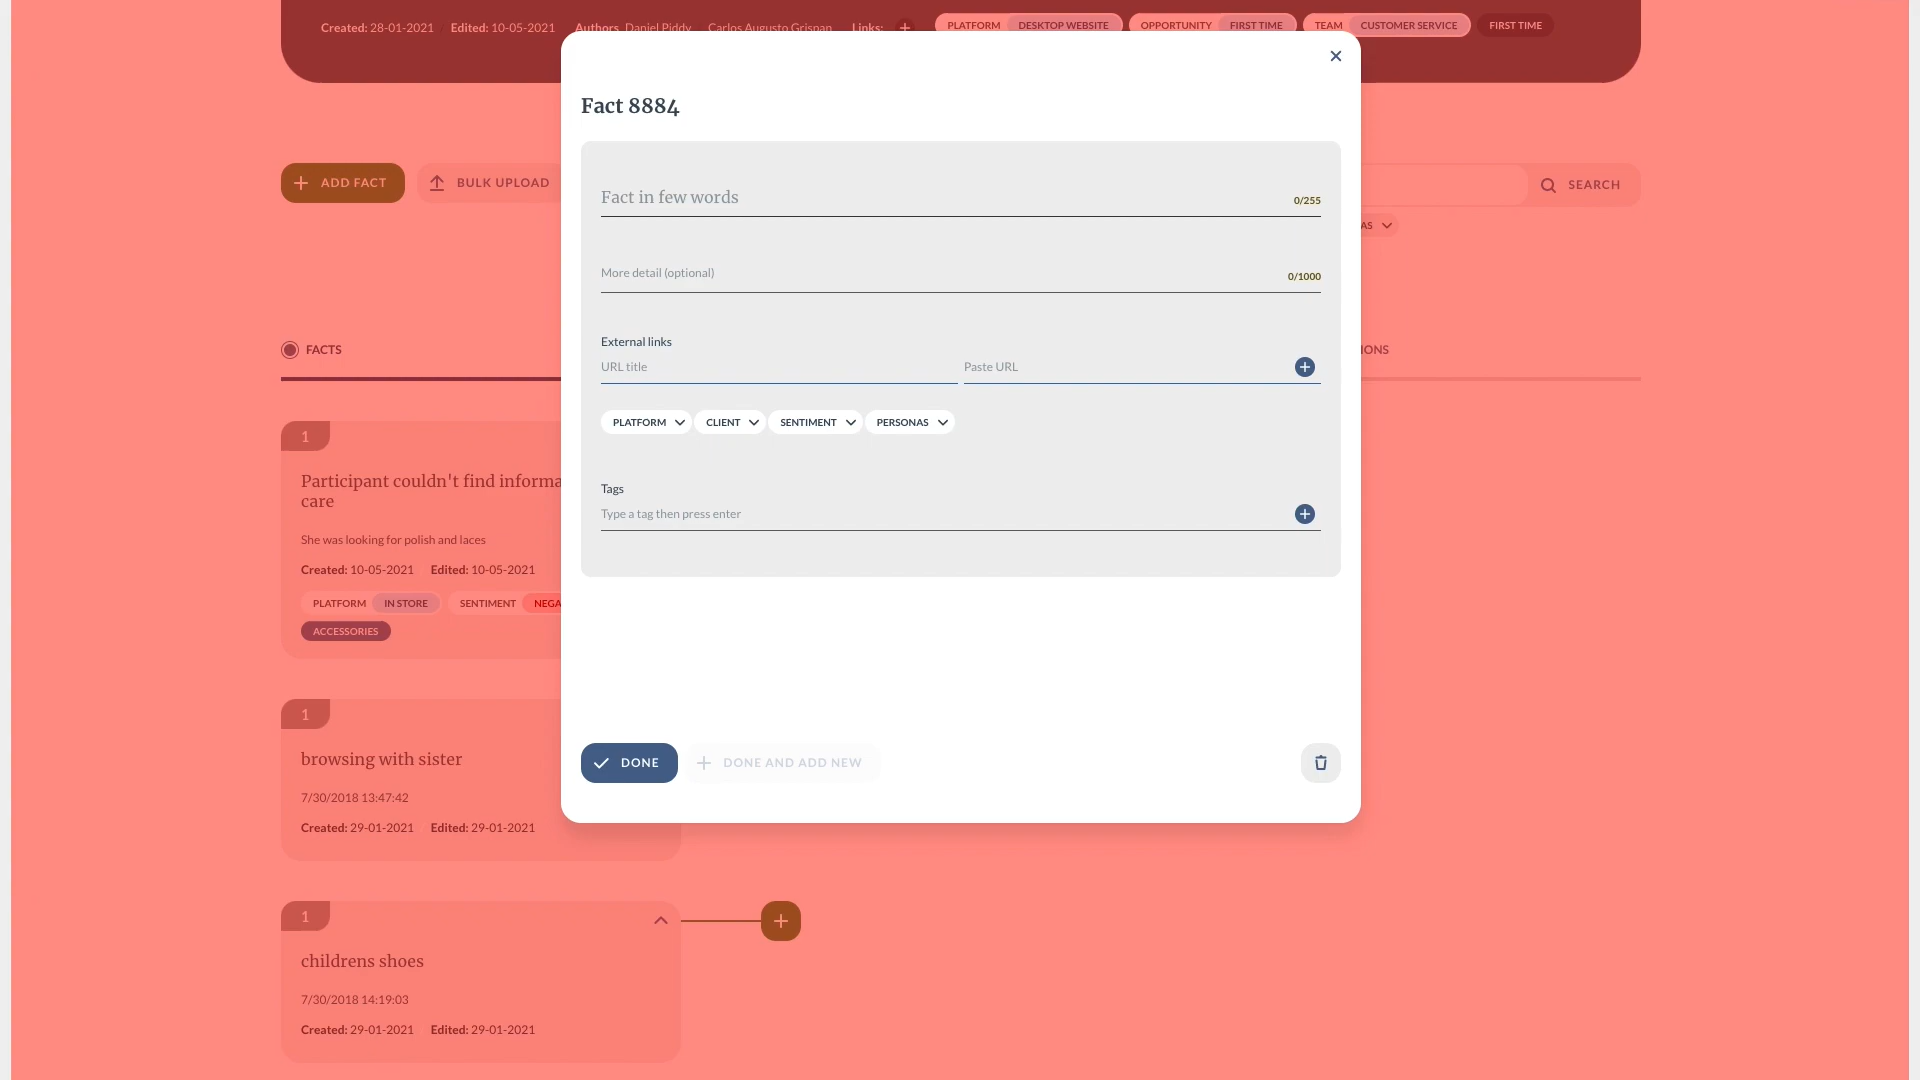 Created: 28-01-2021 Edited: 10-05-2021 Authors Daniel Piddy Carlos Augusto Grispan Links:
PLATFORM DESKTOP WEBSITE OPPORTUNITY FIRST TIME TEAM CUSTOMER SERVICE FIRST TIME
Fact 8884
ADD FACT
BULK UPLOAD
SEARCH
AS
Fact in few words
0/255
More detail (optional)
0/1000
External links
URL title
Paste URL
PLATFORM CLIENT SENTIMENT PERSONAS
Tags
Type a tag then press enter
DONE
DONE AND ADD NEW
FACTS
IONS
1
Participant couldn't find informa
care
She was looking for polish and laces
Created: 10-05-2021 Edited: 10-05-2021
PLATFORM IN STORE SENTIMENT NEGA
ACCESSORIES
1
browsing with sister
7/30/2018 13:47:42
Created: 29-01-2021 Edited: 29-01-2021
1
childrens shoes
7/30/2018 14:19:03
Created: 29-01-2021 Edited: 29-01-2021